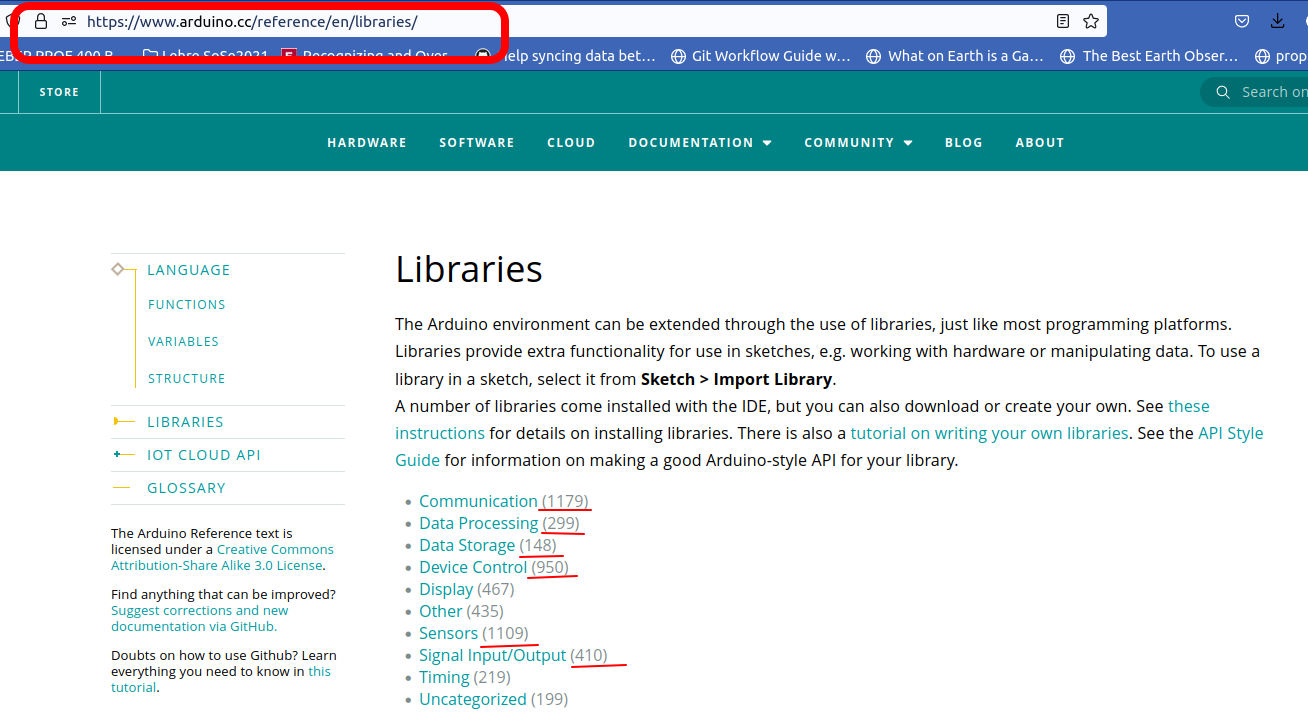 https://www.arduino.cc/reference/en/libraries/
Recognizing and Over
help syncing data bet…
Git Workflow Guide w…
What on Earth is a Ga…
The Best Earth Obser…
prop
STORE
Search on
HARDWARE SOFTWARE CLOUD DOCUMENTATION COMMUNITY BLOG ABOUT
LANGUAGE
FUNCTIONS
VARIABLES
STRUCTURE
LIBRARIES
IOT CLOUD API
GLOSSARY
The Arduino Reference text is
licensed under a Creative Commons
Attribution-Share Alike 3.0 License.
Find anything that can be improved?
Suggest corrections and new
documentation via GitHub.
Doubts on how to use Github? Learn
everything you need to know in this
tutorial.
Libraries
The Arduino environment can be extended through the use of libraries, just like most programming platforms.
Libraries provide extra functionality for use in sketches, e.g. working with hardware or manipulating data. To use a
library in a sketch, select it from Sketch > Import Library.
A number of libraries come installed with the IDE, but you can also download or create your own. See these
instructions for details on installing libraries. There is also a tutorial on writing your own libraries. See the API Style
Guide for information on making a good Arduino-style API for your library.
Communication (1179)
Data Processing (299)
Data Storage (148)
Device Control (950)
Display (467)
Other (435)
Sensors (1109)
Signal Input/Output (410)
Timing (219)
Uncategorized (199)